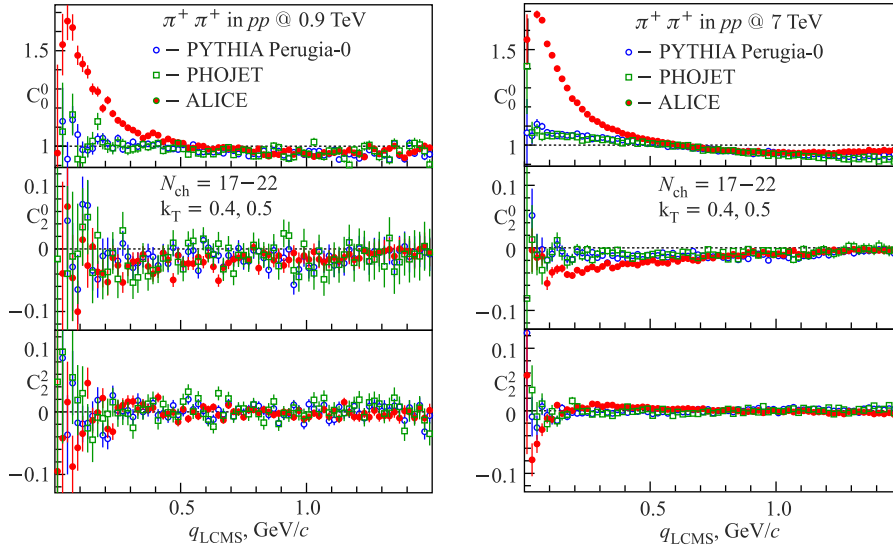 π⁺ π⁺ in pp @ 0.9 TeV
PYTHIA Perugia-0
PHOJET
ALICE
1.5
C₀⁰
1
N_ch = 17−22
k_T = 0.4, 0.5
0.1
C₂⁰
0
−0.1
0.1
C₂²
0
−0.1
0.5
1.0
q_LCMS, GeV/c
π⁺ π⁺ in pp @ 7 TeV
PYTHIA Perugia-0
PHOJET
ALICE
1.5
C₀⁰
1
N_ch = 17−22
k_T = 0.4, 0.5
0.1
C₂⁰
0
−0.1
0.1
C₂²
0
−0.1
0.5
1.0
q_LCMS, GeV/c